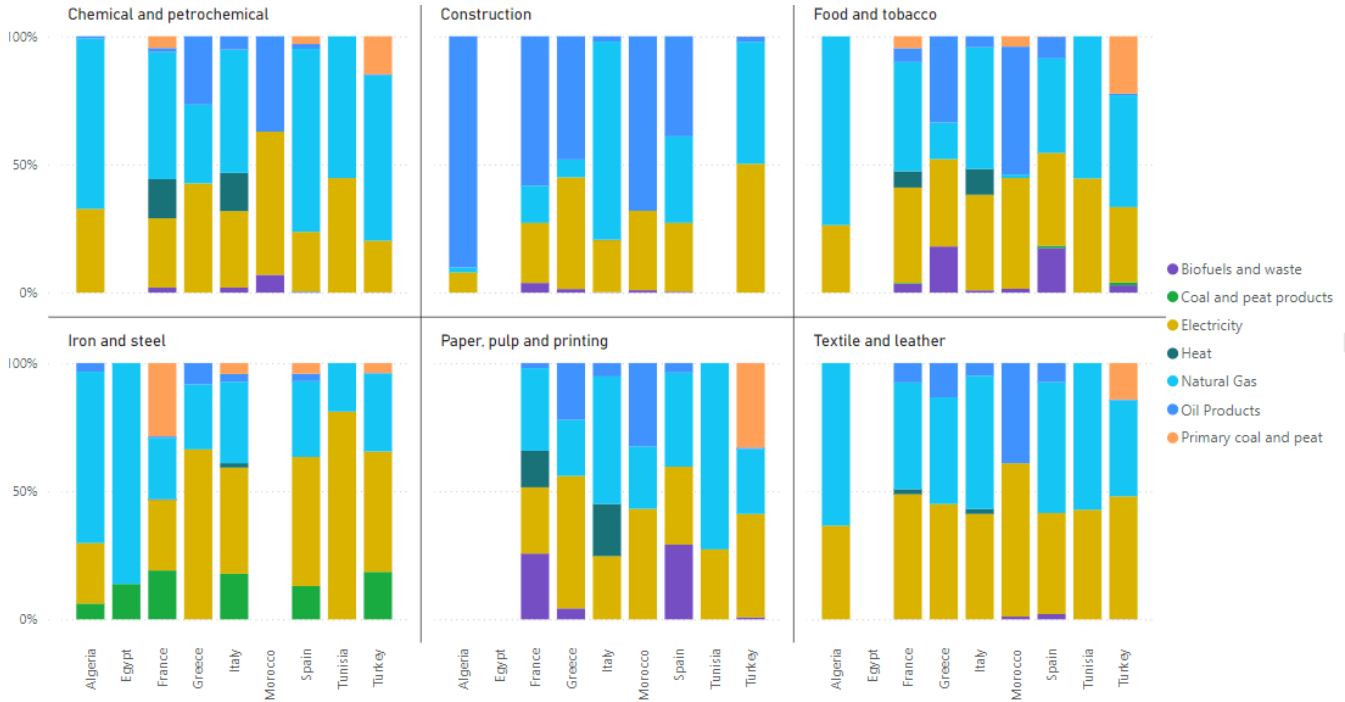 Chemical and petrochemical
Construction
Food and tobacco
100%
50%
0%
Biofuels and waste
Coal and peat products
Electricity
Heat
Natural Gas
Oil Products
Primary coal and peat
Iron and steel
Paper, pulp and printing
Textile and leather
100%
50%
0%
Algeria
Egypt
France
Greece
Italy
Morocco
Spain
Tunisia
Turkey
Algeria
Egypt
France
Greece
Italy
Morocco
Spain
Tunisia
Turkey
Algeria
Egypt
France
Greece
Italy
Morocco
Spain
Tunisia
Turkey